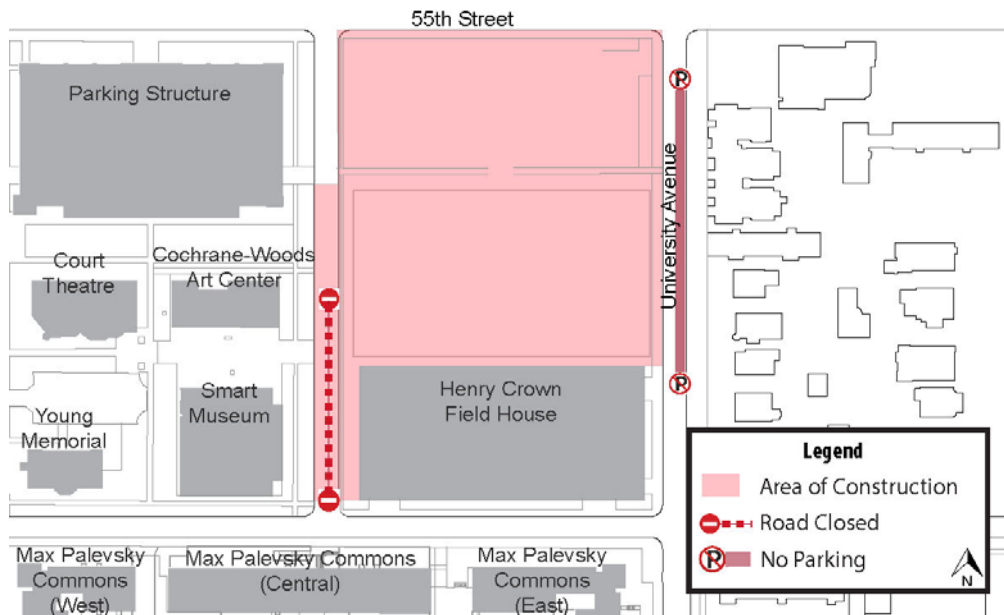 55th Street
Parking Structure
University Avenue
Court
Theatre
Cochrane-Woods
Art Center
Young
Memorial
Smart
Museum
Henry Crown
Field House
Legend
Area of Construction
Road Closed
P No Parking
P
P
N
Max Palevsky
Commons
(West)
Max Palevsky Commons
(Central)
Max Palevsky
Commons
(East)